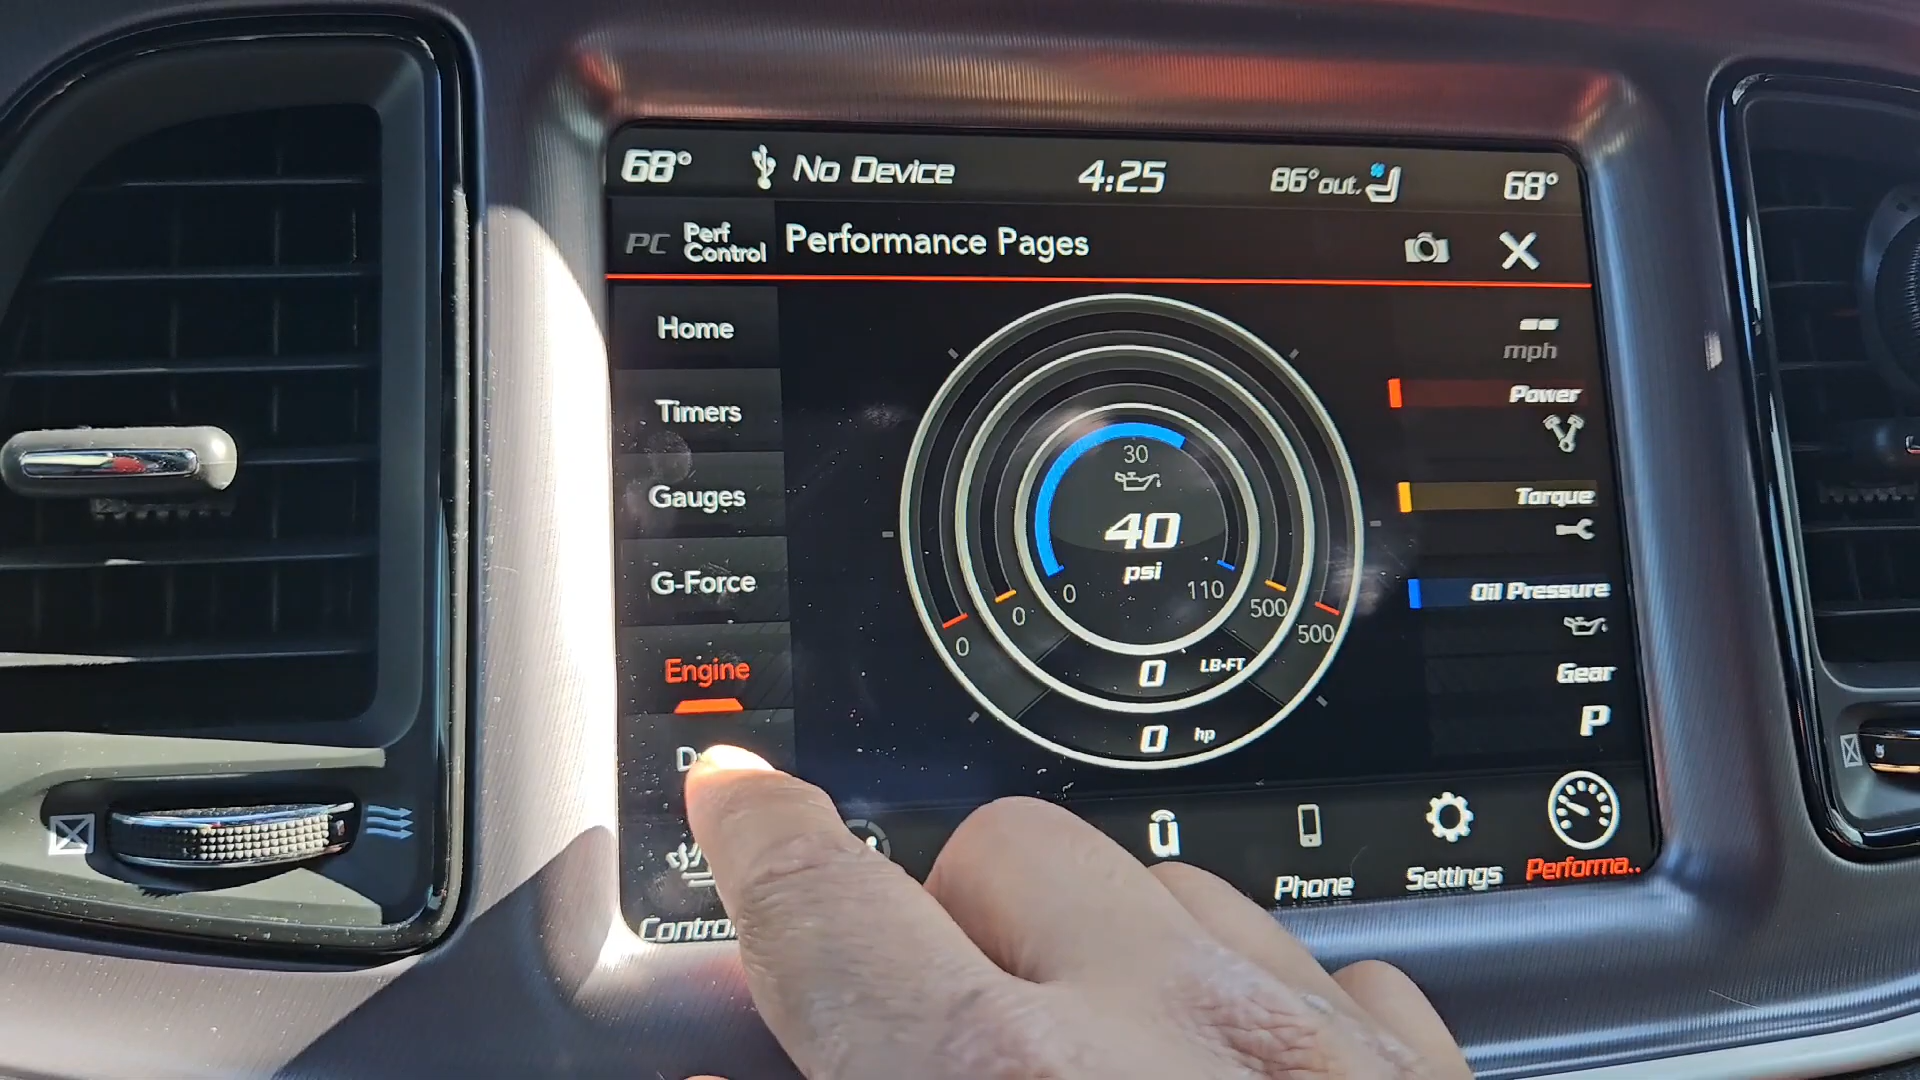 68° No Device 4:25 86°out. 68°
PC Perf Control Performance Pages
Home
Timers
Gauges
G-Force
Engine
30
40
psi
0 110
0 500
0 500
0 LB-FT
0 hp
mph
Power
Torque
Oil Pressure
Gear
P
Phone
Settings
Performa..